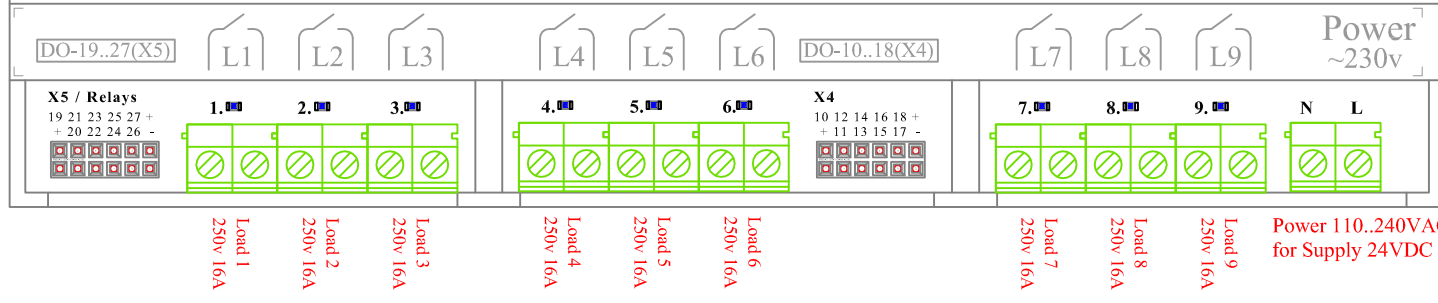 DO-19..27(X5)
L1
L2
L3
L4
L5
L6
DO-10..18(X4)
L7
L8
L9
Power
~230v
X5 / Relays
19 21 23 25 27 +
+ 20 22 24 26 -
1.
2.
3.
4.
5.
6.
X4
10 12 14 16 18 +
+ 11 13 15 17 -
7.
8.
9.
N
L
Load 1
250v 16A
Load 2
250v 16A
Load 3
250v 16A
Load 4
250v 16A
Load 5
250v 16A
Load 6
250v 16A
Load 7
250v 16A
Load 8
250v 16A
Load 9
250v 16A
Power 110..240VAC
for Supply 24VDC